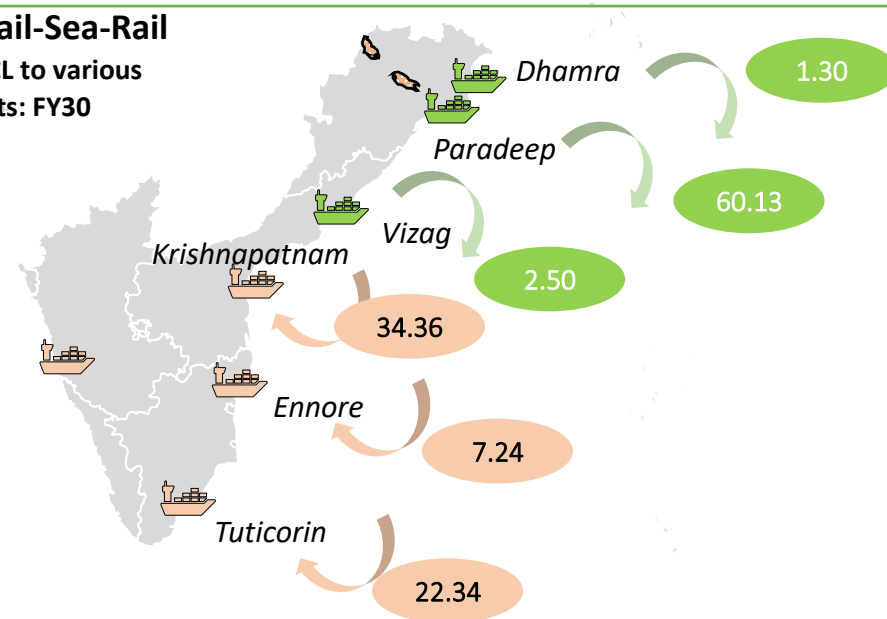 ail-Sea-Rail
CL to various
ts: FY30
Dhamra
1.30
Paradeep
60.13
Vizag
Krishnapatnam
2.50
34.36
Ennore
7.24
Tuticorin
22.34